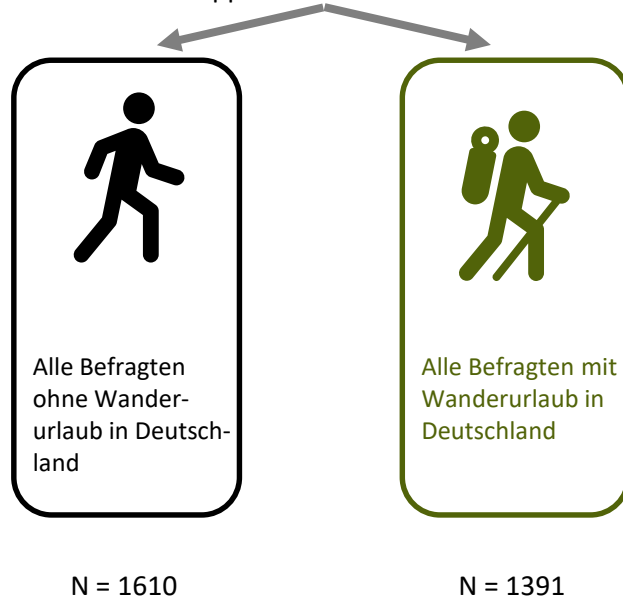 Alle Befragten
ohne Wander-
urlaub in Deutsch-
land
Alle Befragten mit
Wanderurlaub in
Deutschland
N = 1610
N = 1391